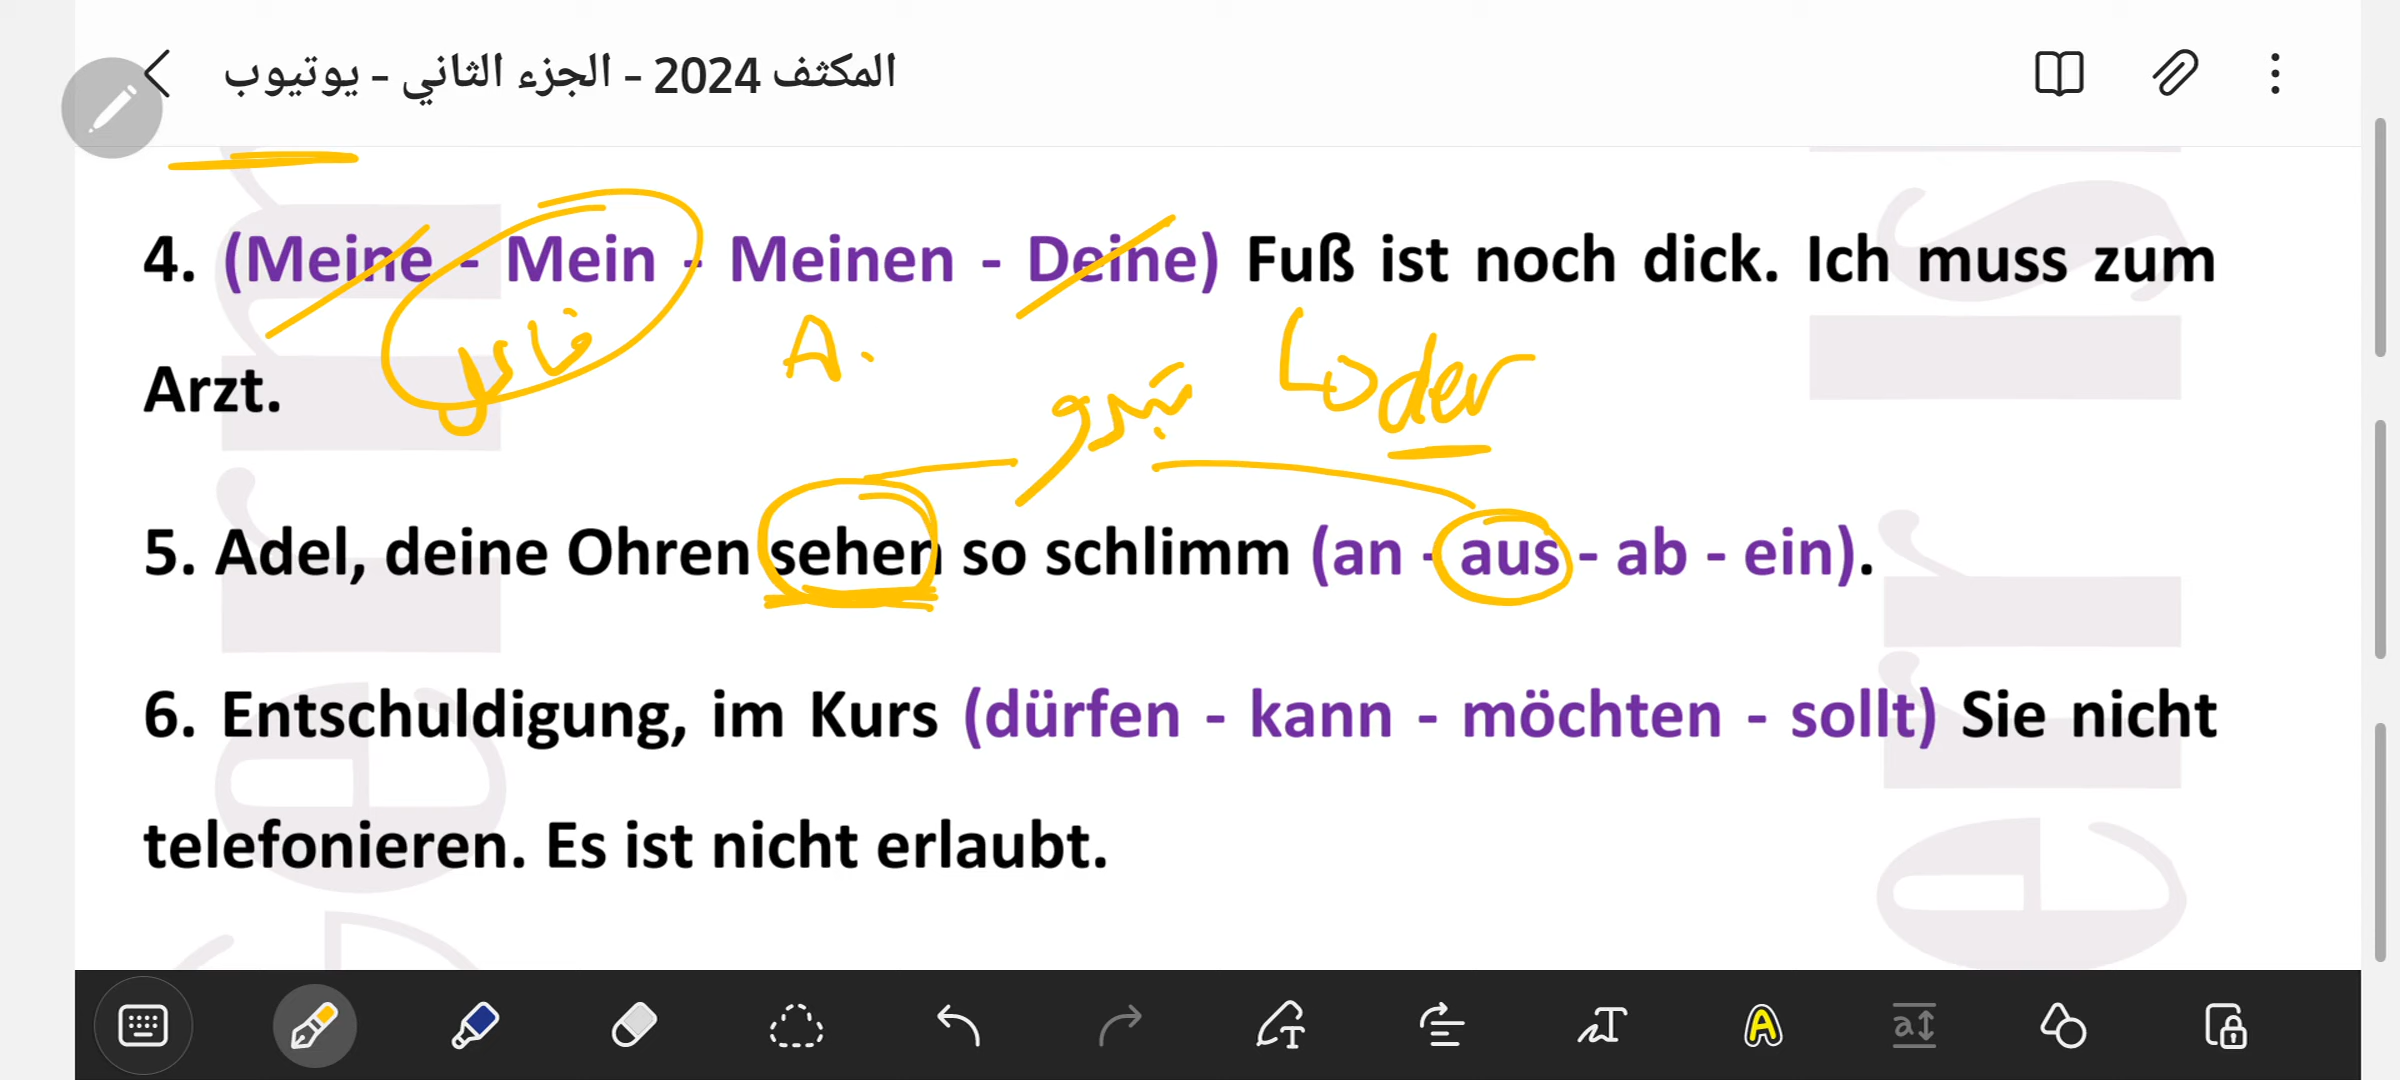 المكثف 2024 - الجزء الثاني - يوتيوب
4. (Meine - Mein - Meinen - Deine) Fuß ist noch dick. Ich muss zum
فاعل A. der
Arzt.
تبدو
5. Adel, deine Ohren sehen so schlimm (an - aus - ab - ein).
6. Entschuldigung, im Kurs (dürfen - kann - möchten - sollt) Sie nicht
telefonieren. Es ist nicht erlaubt.